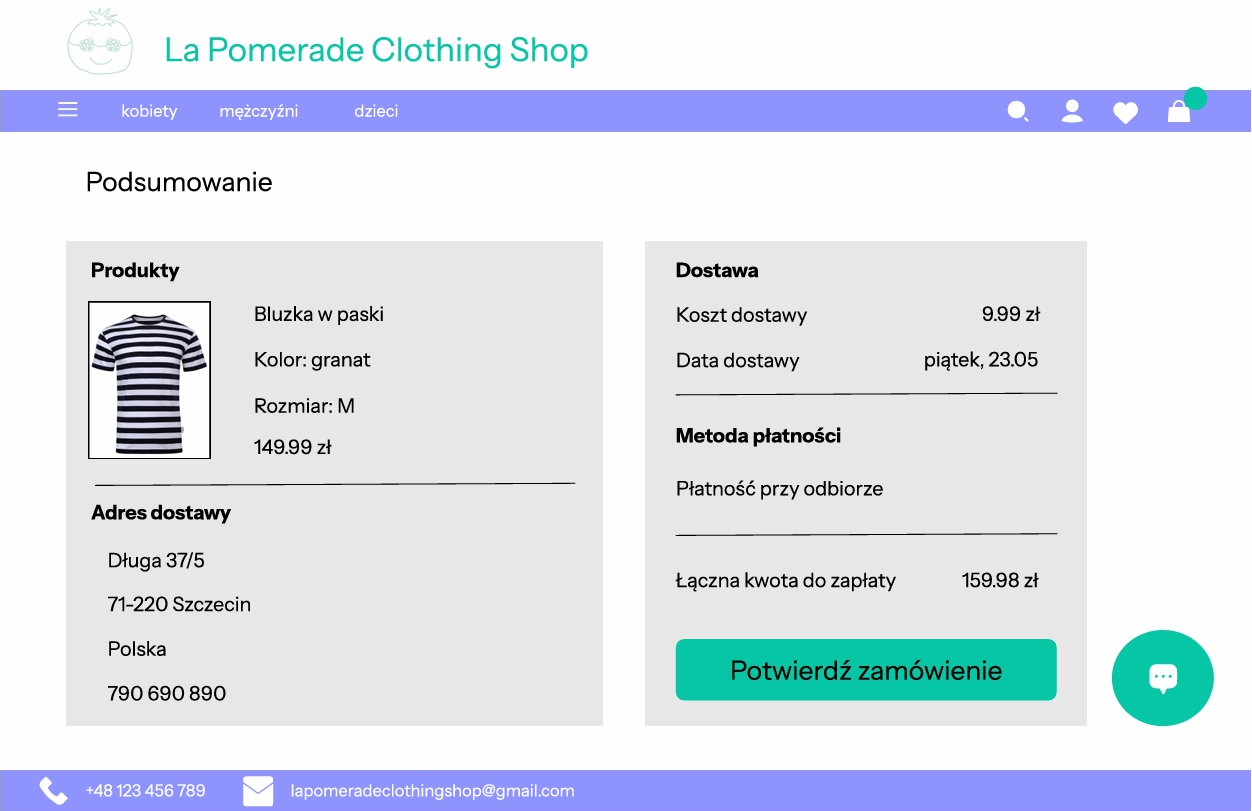 La Pomerade Clothing Shop
kobiety mężczyźni dzieci
Podsumowanie
Produkty
Bluzka w paski
Kolor: granat
Rozmiar: M
149.99 zł
Adres dostawy
Długa 37/5
71-220 Szczecin
Polska
790 690 890
Dostawa
Koszt dostawy 9.99 zł
Data dostawy piątek, 23.05
Metoda płatności
Płatność przy odbiorze
Łączna kwota do zapłaty 159.98 zł
Potwierdź zamówienie
+48 123 456 789 lapomeradeclothingshop@gmail.com